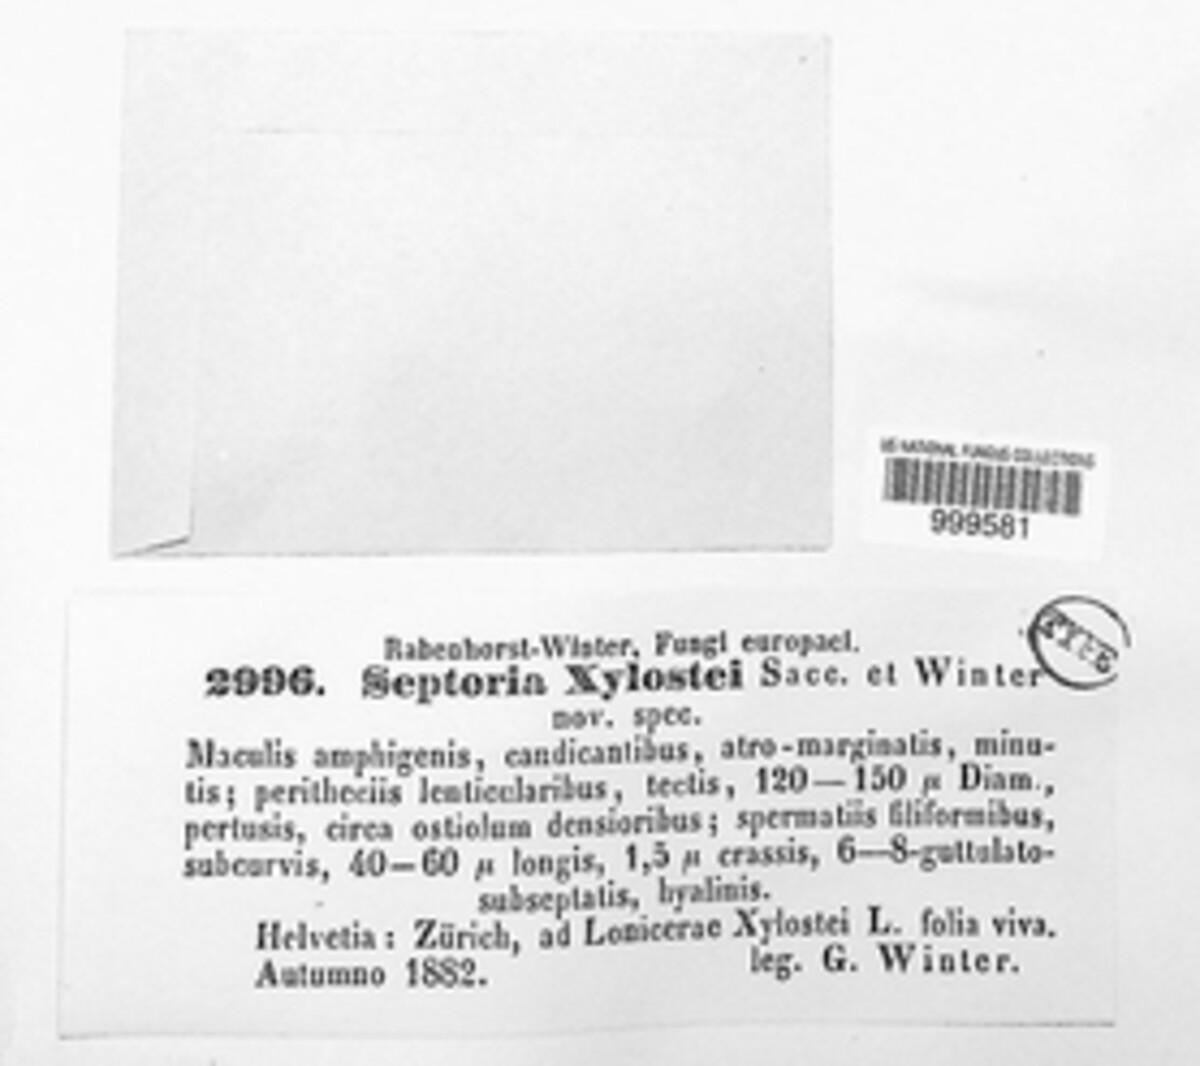 US NATIONAL FUNGUS COLLECTIONS
999581
TYPE
Rabenhorst-Winter, Fungi europaei.
2996. Septoria Xylostei Sacc. et Winter
nov. spec.
Maculis amphigenis, candicantibus, atro-marginatis, minu-
tis; peritheciis lenticularibus, tectis, 120—150 µ Diam.,
pertusis, circa ostiolum densioribus; spermatiis filiformibus,
subcurvis, 40—60 µ longis, 1,5 µ crassis, 6—8-guttulato-
subseptatis, hyalinis.
Helvetia: Zürich, ad Lonicerae Xylostei L. folia viva.
Autumno 1882. leg. G. Winter.